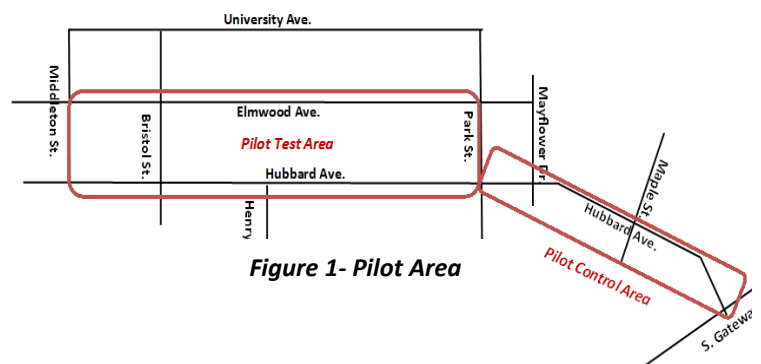 University Ave.
Middleton St.
Bristol St.
Elmwood Ave.
Park St.
Mayflower Dr.
Pilot Test Area
Hubbard Ave.
Maple St.
Henry
Hubbard Ave.
Figure 1- Pilot Area
Pilot Control Area
S. Gatewa